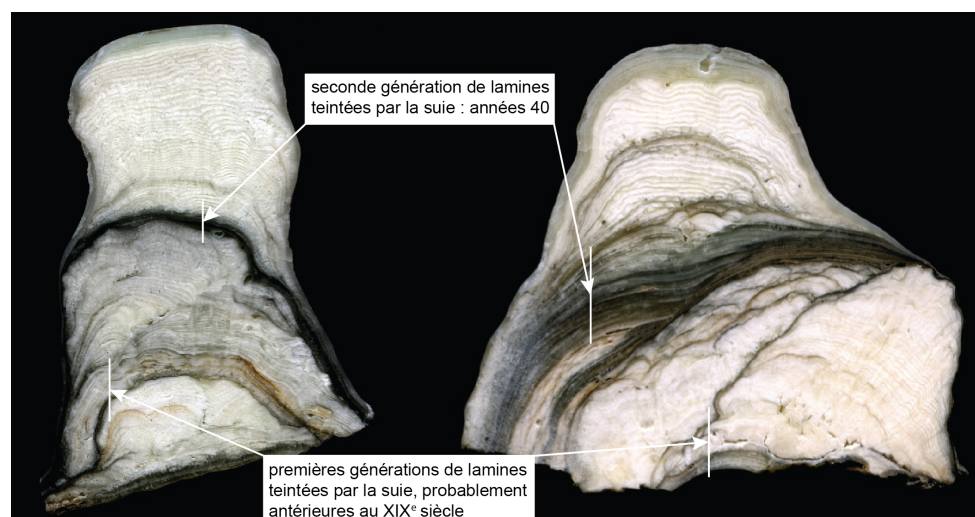 seconde génération de lamines
teintées par la suie : années 40
premières générations de lamines
teintées par la suie, probablement
antérieures au XIXᵉ siècle